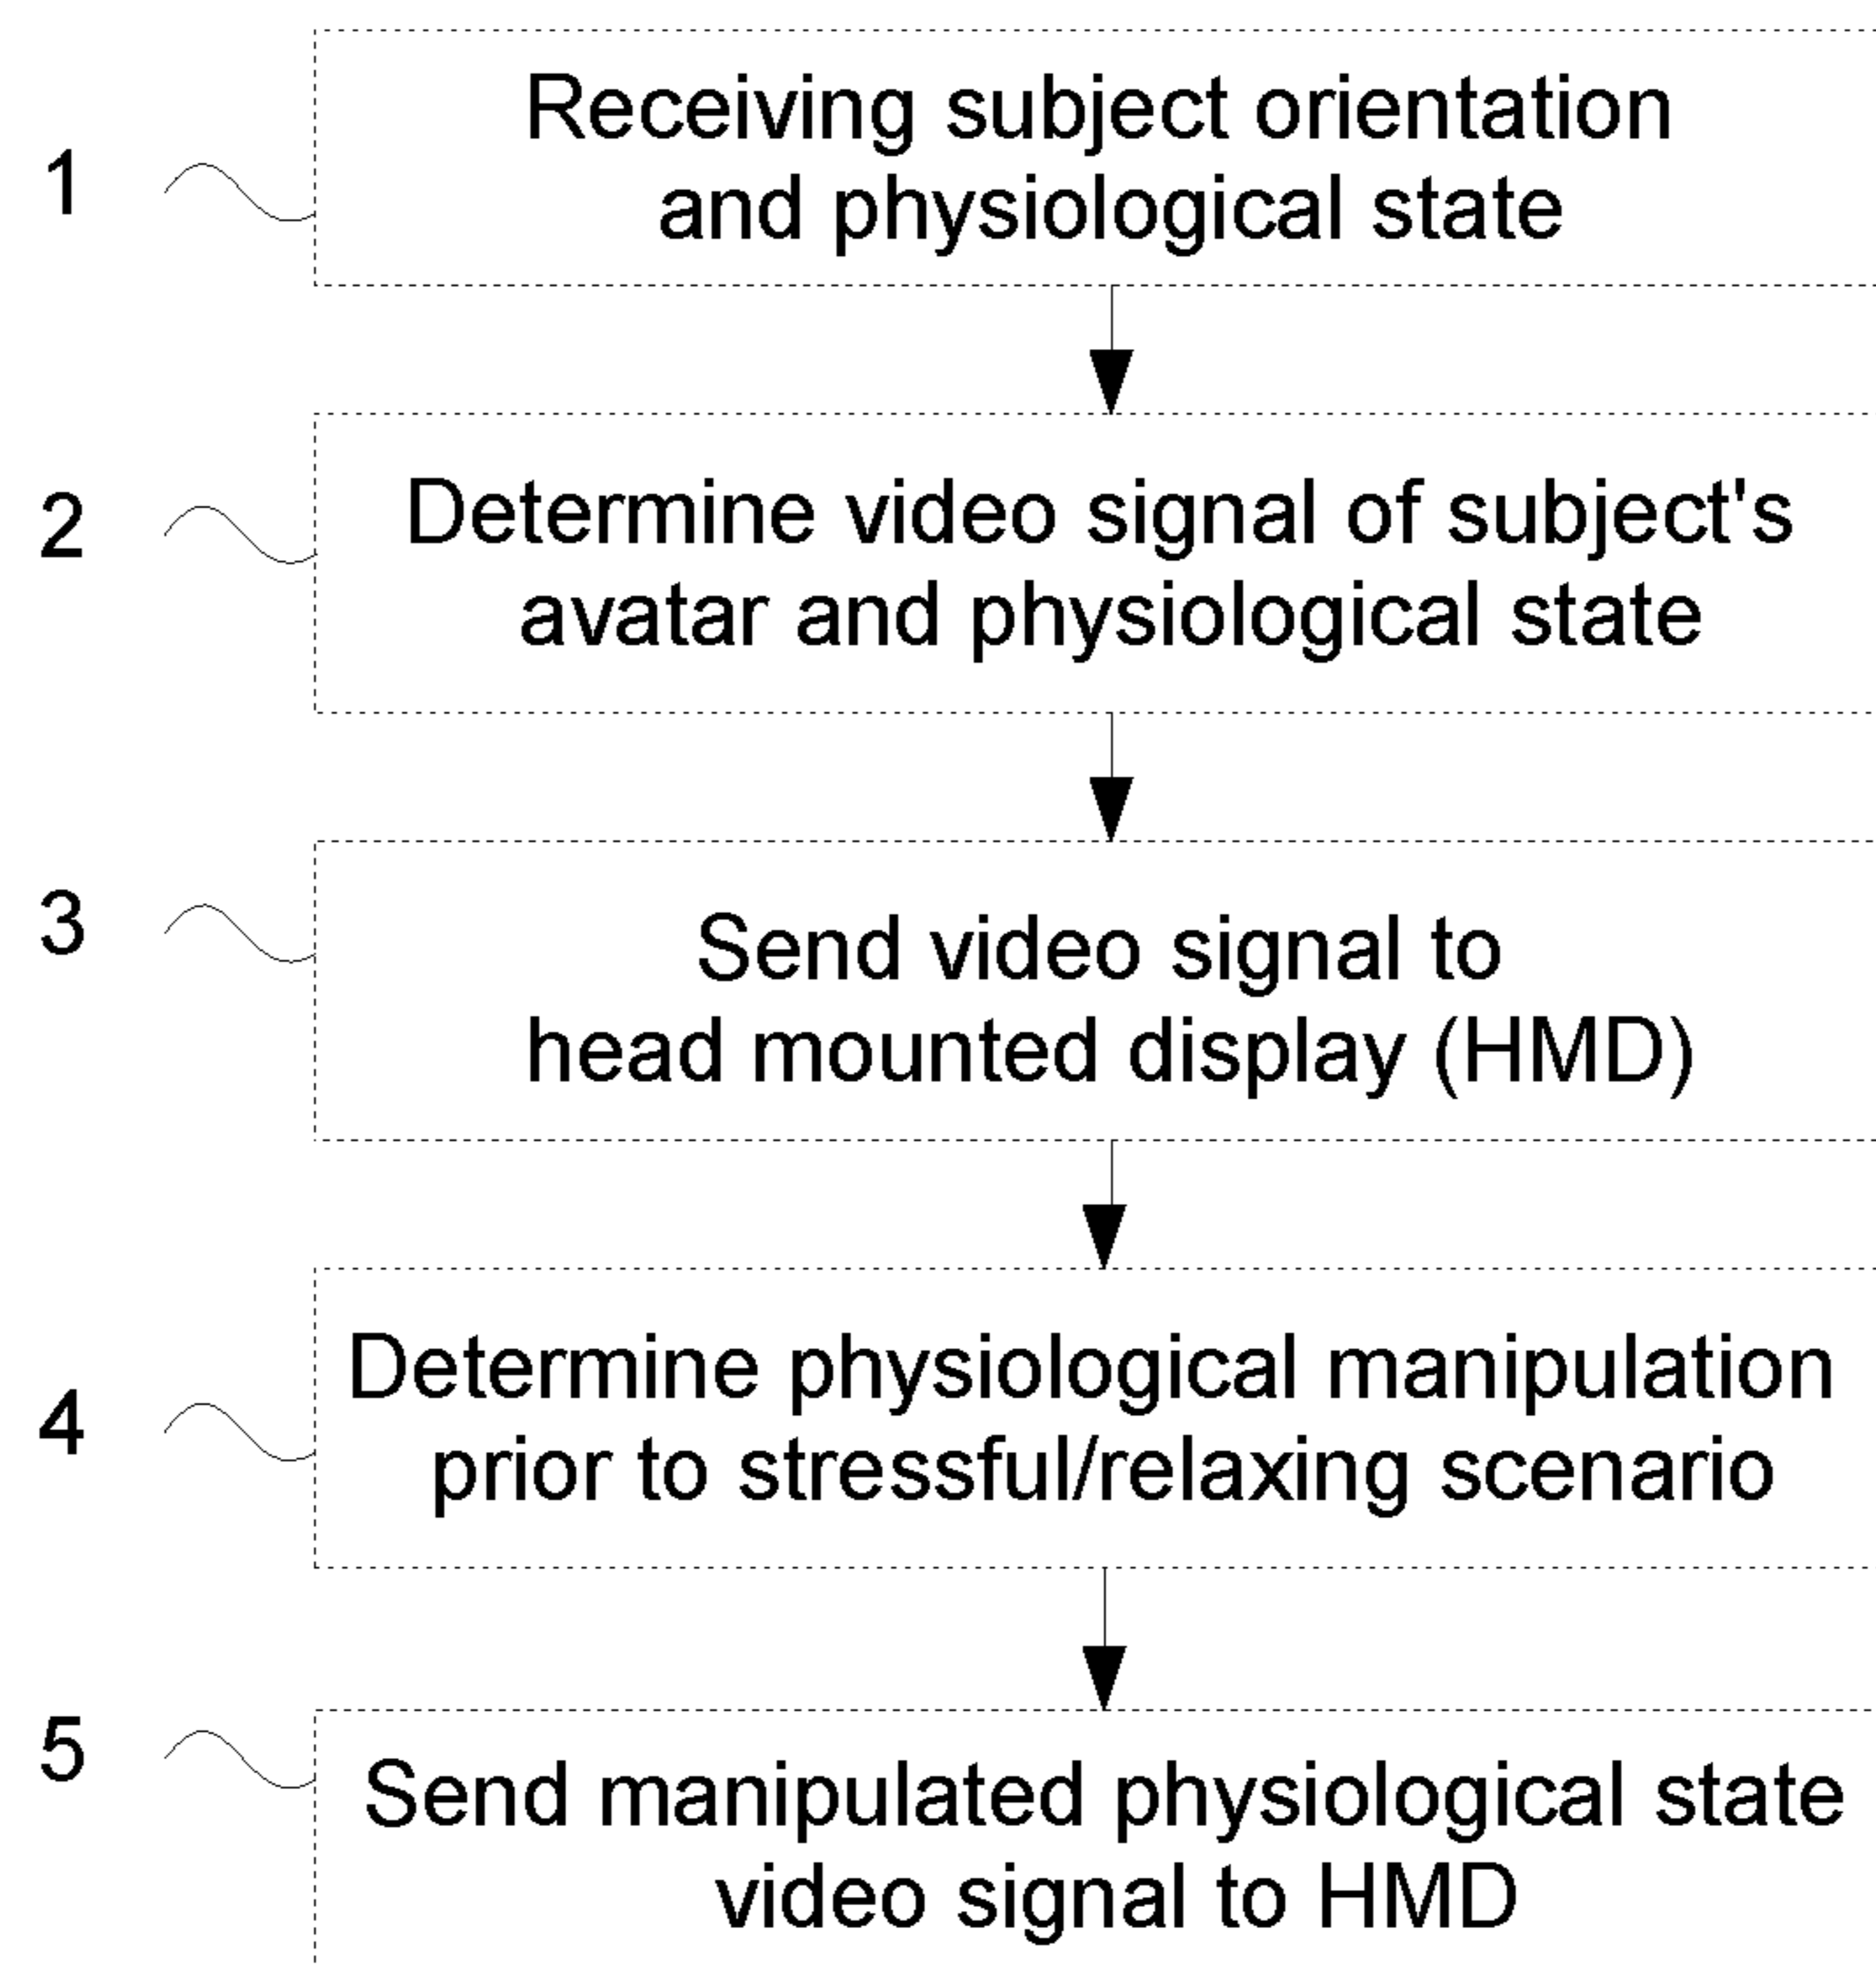 1
Receiving subject orientation
and physiological state
2
Determine video signal of subject's
avatar and physiological state
3
Send video signal to
head mounted display (HMD)
4
Determine physiological manipulation
prior to stressful/relaxing scenario
5
Send manipulated physiological state
video signal to HMD